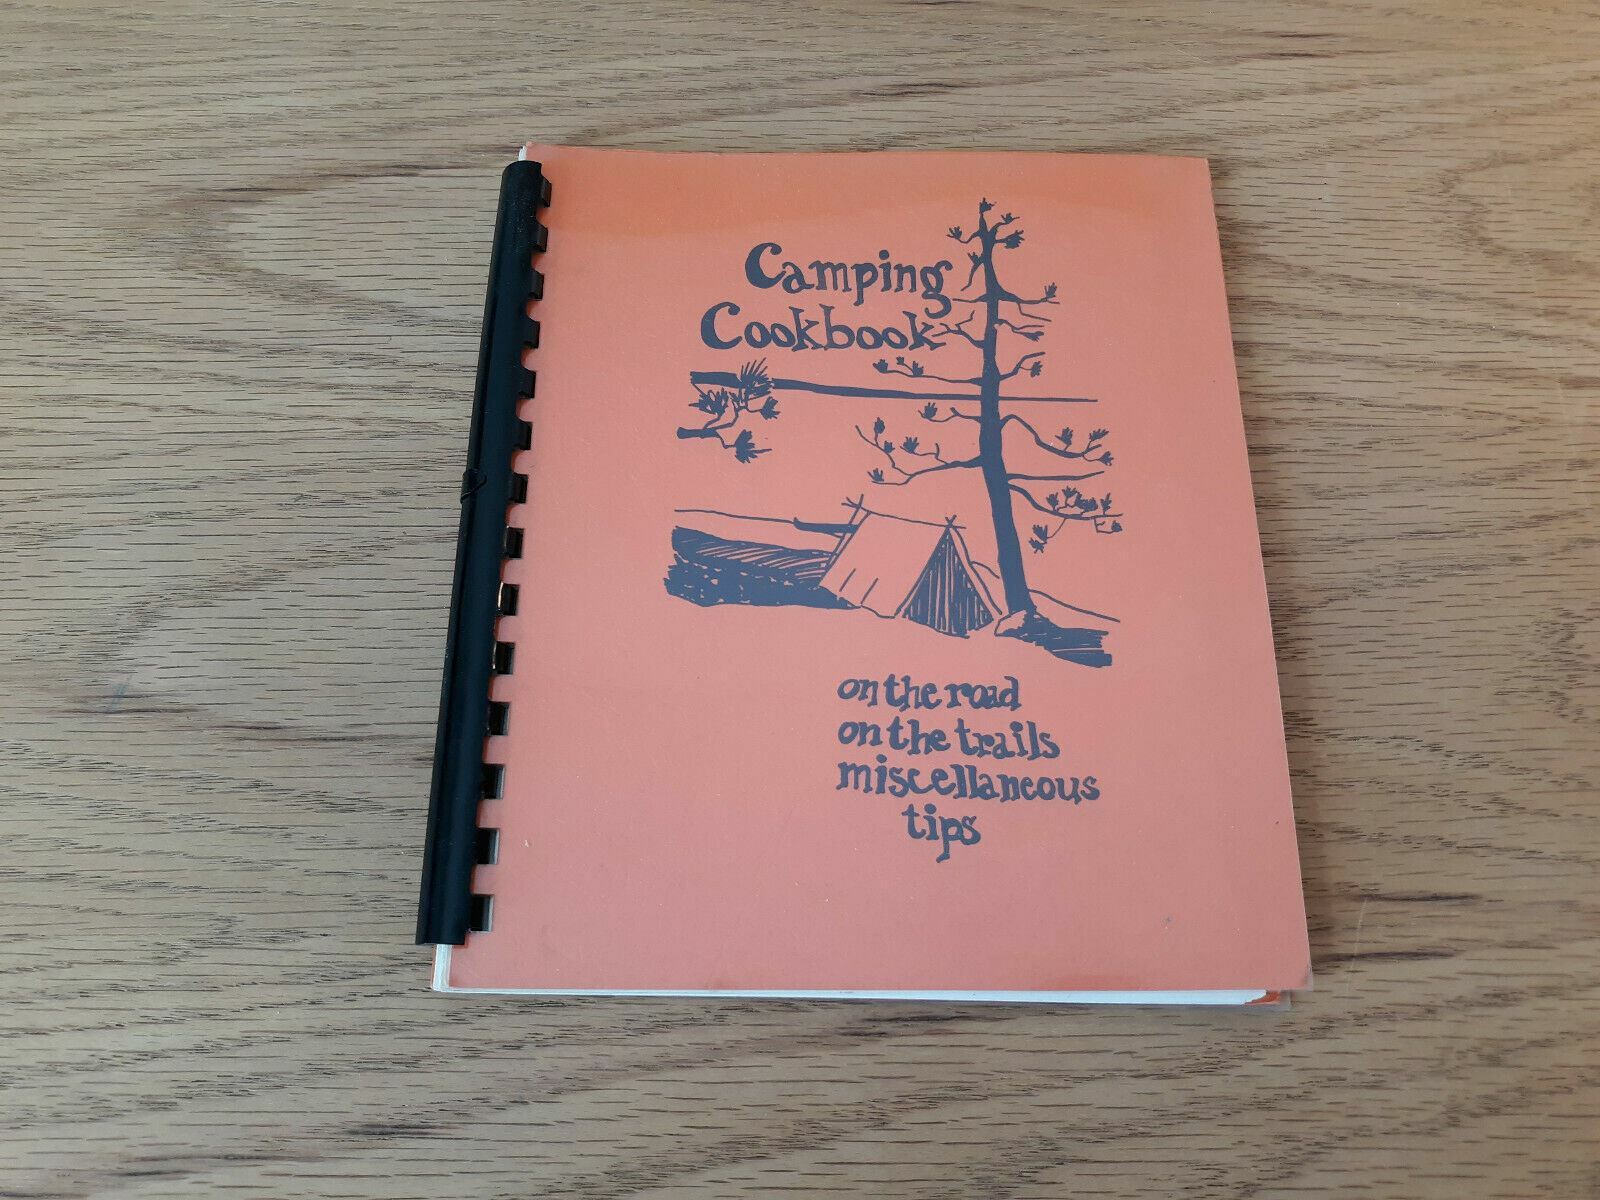 Camping
Cookbook
on the road
on the trails
miscellaneous
tips